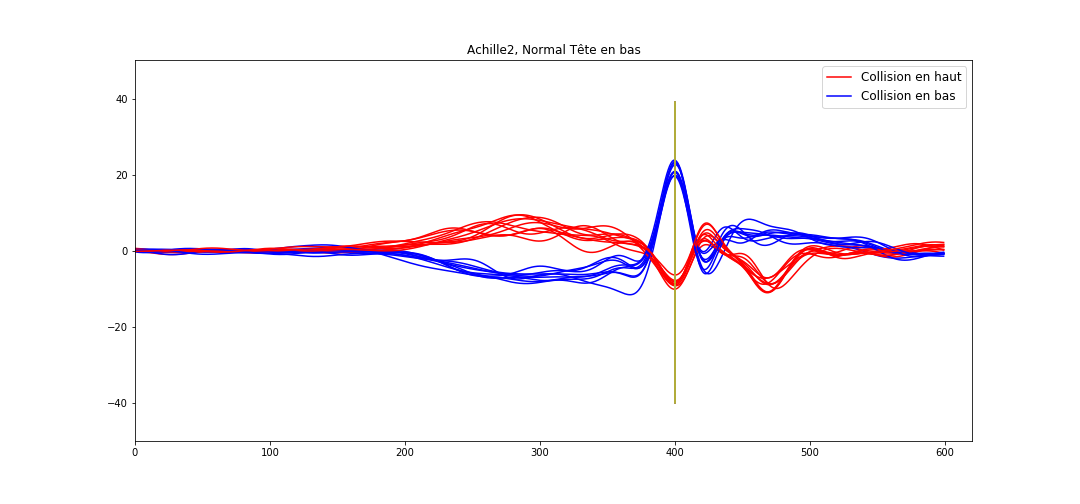 Achille2, Normal Tête en bas
Collision en haut
Collision en bas
40
20
0
−20
−40
0 100 200 300 400 500 600